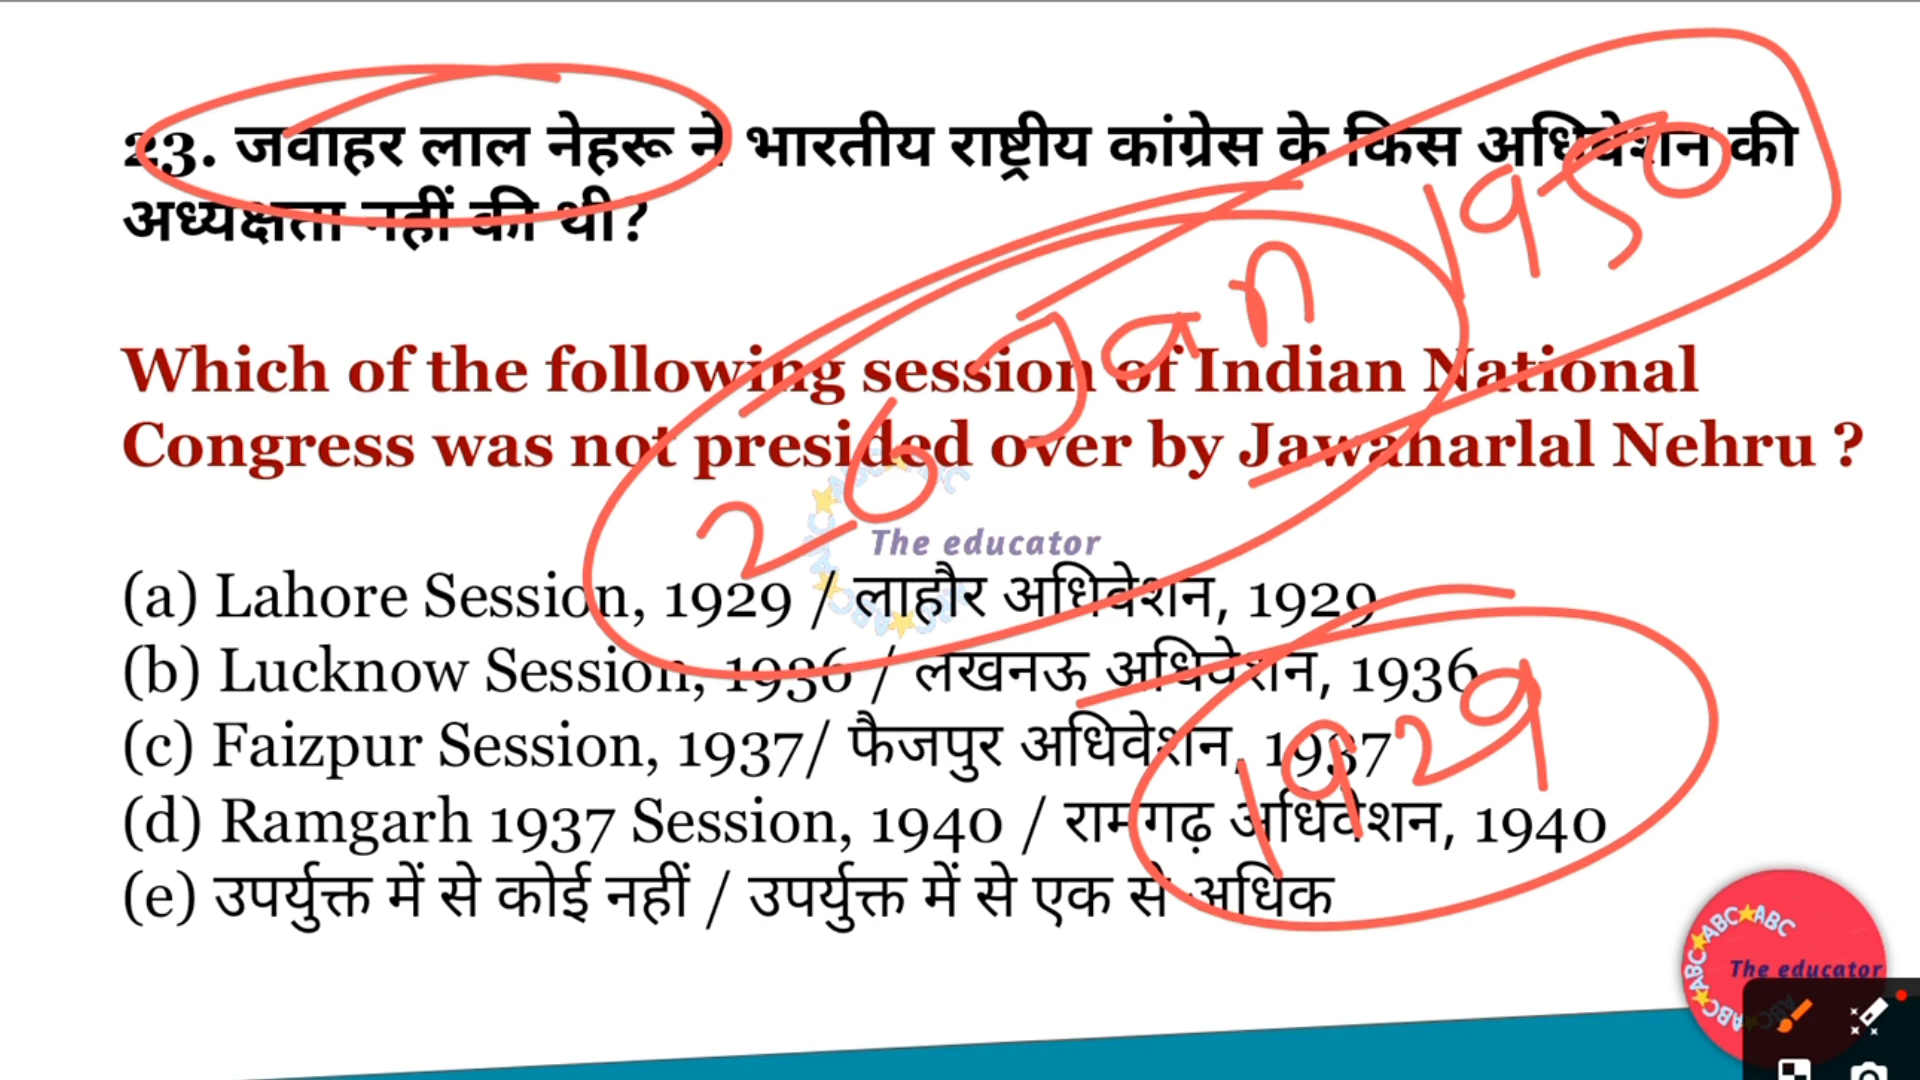 23. जवाहर लाल नेहरू ने भारतीय राष्ट्रीय कांग्रेस के किस अधिवेशन की
अध्यक्षता नहीं की थी?
26 Jan 1950
Which of the following session of Indian National
Congress was not presided over by Jawaharlal Nehru ?
The educator
(a) Lahore Session, 1929 / लाहौर अधिवेशन, 1929
(b) Lucknow Session, 1936 / लखनऊ अधिवेशन, 1936
(c) Faizpur Session, 1937/ फैजपुर अधिवेशन, 1937
1929
(d) Ramgarh 1937 Session, 1940 / रामगढ़ अधिवेशन, 1940
(e) उपर्युक्त में से कोई नहीं / उपर्युक्त में से एक से अधिक
ABC★ABC★ABC
The educator